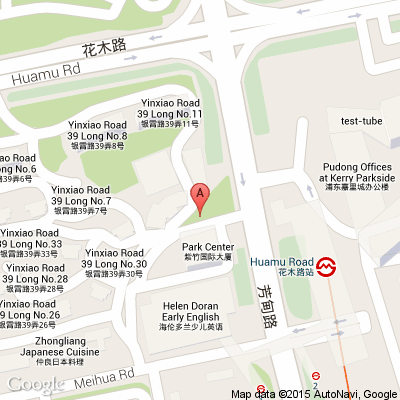 花木路
Huamu Rd
Yinxiao Road
39 Long No.11
银霄路39弄11号
test-tube
Yinxiao Road
39 Long No.8
银霄路39弄8号
Road
Long No.6
路39弄6号
Pudong Offices
at Kerry Parkside
浦东嘉里城办公楼
Yinxiao Road
39 Long No.7
银霄路39弄7号
A
Yinxiao Road
39 Long No.33
银霄路39弄33号
Park Center
紫竹国际大厦
Huamu Road
花木路站
Yinxiao Road
39 Long No.30
银霄路39弄30号
Yinxiao Road
39 Long No.28
银霄路39弄28号
芳甸路
Yinxiao Road
Long No.26
银霄路39弄26号
Helen Doran
Early English
海伦多兰少儿英语
Zhongliang
Japanese Cuisine
仲良日本料理
Meihua Rd
2
Google
©2015 AutoNavi, Google